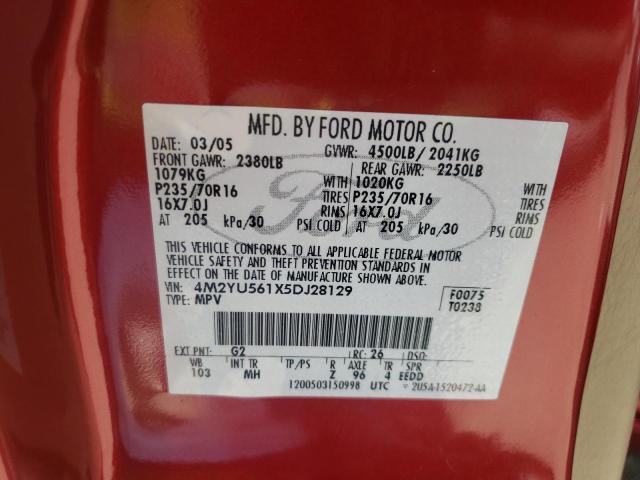 MFD. BY FORD MOTOR CO.
DATE: 03/05 GVWR: 4500LB/ 2041KG
FRONT GAWR: 2380LB REAR GAWR: 2250LB
1079KG WITH 1020KG WITH
P235/70R16 TIRES P235/70R16 TIRES
16X7.0J RIMS 16X7.0J RIMS
AT 205 kPa/30 PSI COLD AT 205 kPa/30 PSI COLD
Ford
THIS VEHICLE CONFORMS TO ALL APPLICABLE FEDERAL MOTOR
VEHICLE SAFETY AND THEFT PREVENTION STANDARDS IN
EFFECT ON THE DATE OF MANUFACTURE SHOWN ABOVE.
VIN: 4M2YU561X5DJ28129 F0075
TYPE: MPV T0238
EXT PNT: G2 RC: 26 DSO:
WB INT TR TP/PS R AXLE TR SPR
103 MH Z 96 4 EEDD
1200503150998 UTC 2U5A-1520472-AA